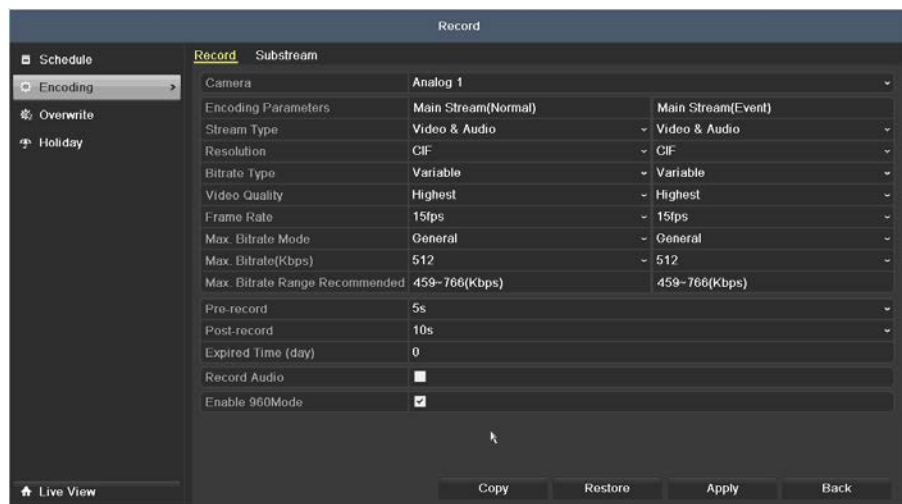 Record
Schedule
Encoding >
Overwrite
Holiday
Live View
Record Substream
Camera Analog 1
Encoding Parameters Main Stream(Normal) Main Stream(Event)
Stream Type Video & Audio Video & Audio
Resolution CIF CIF
Bitrate Type Variable Variable
Video Quality Highest Highest
Frame Rate 15fps 15fps
Max. Bitrate Mode General General
Max. Bitrate(Kbps) 512 512
Max. Bitrate Range Recommended 459~766(Kbps) 459~766(Kbps)
Pre-record 5s
Post-record 10s
Expired Time (day) 0
Record Audio
Enable 960Mode
Copy Restore Apply Back